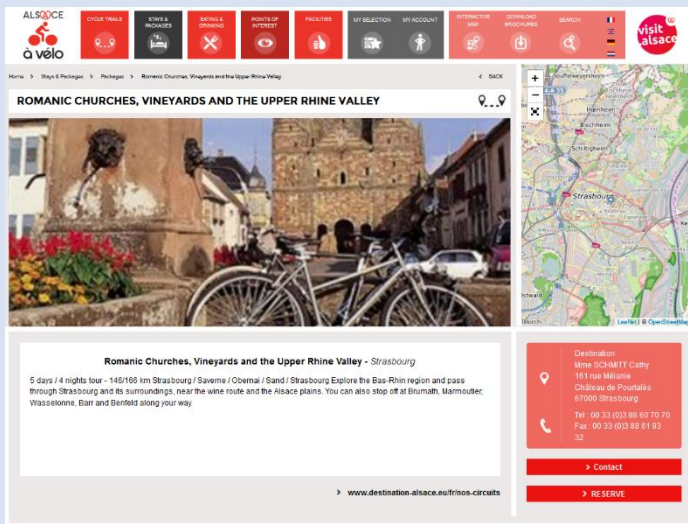 ALSACE
à vélo
CYCLE TRAILS
STAYS &
PACKAGES
EATING &
DRINKING
POINTS OF
INTEREST
FACILITIES
MY SELECTION
MY ACCOUNT
INTERACTIVE
MAP
DOWNLOAD
BROCHURES
SEARCH
visit
alsace
Home > Stays & Packages > Packages > Romanic Churches, Vineyards and the Upper Rhine Valley
< BACK
ROMANIC CHURCHES, VINEYARDS AND THE UPPER RHINE VALLEY
+
−
Souffelweyersheim
Hoenheim
Bischheim
Schiltigheim
Strasbourg
Ostwald
Leaflet | © OpenStreetMap
Romanic Churches, Vineyards and the Upper Rhine Valley - Strasbourg
5 days / 4 nights tour - 146/166 km Strasbourg / Saverne / Obernai / Sand / Strasbourg Explore the Bas-Rhin region and pass
through Strasbourg and its surroundings, near the wine route and the Alsace plains. You can also stop off at Brumath, Marmoutier,
Wasselonne, Barr and Benfeld along your way.
> www.destination-alsace.eu/fr/nos-circuits
Destination
Mme SCHMITT Cathy
161 rue Mélanie
Château de Pourtalès
67000 Strasbourg
Tel : 00 33 (0)3 88 60 70 70
Fax : 00 33 (0)3 88 61 93
32
> Contact
> RESERVE